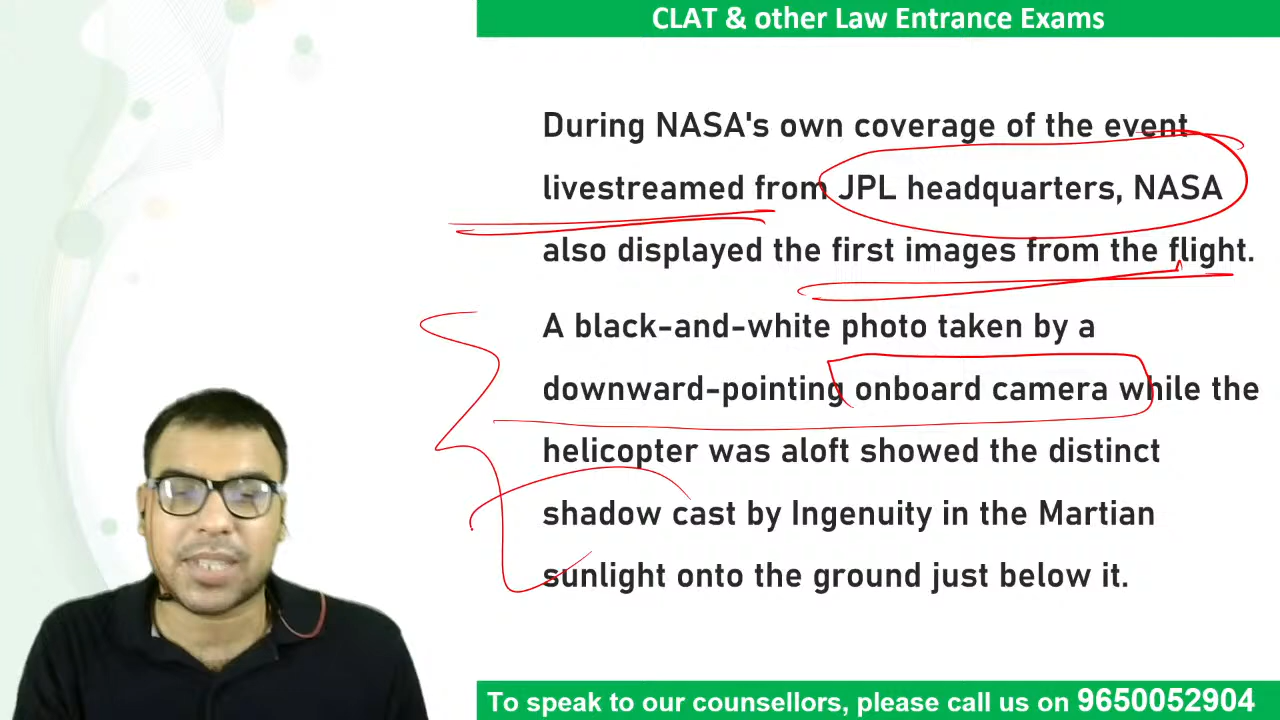 CLAT & other Law Entrance Exams
During NASA's own coverage of the event
livestreamed from JPL headquarters, NASA
also displayed the first images from the flight.
A black-and-white photo taken by a
downward-pointing onboard camera while the
helicopter was aloft showed the distinct
shadow cast by Ingenuity in the Martian
sunlight onto the ground just below it.
To speak to our counsellors, please call us on 9650052904